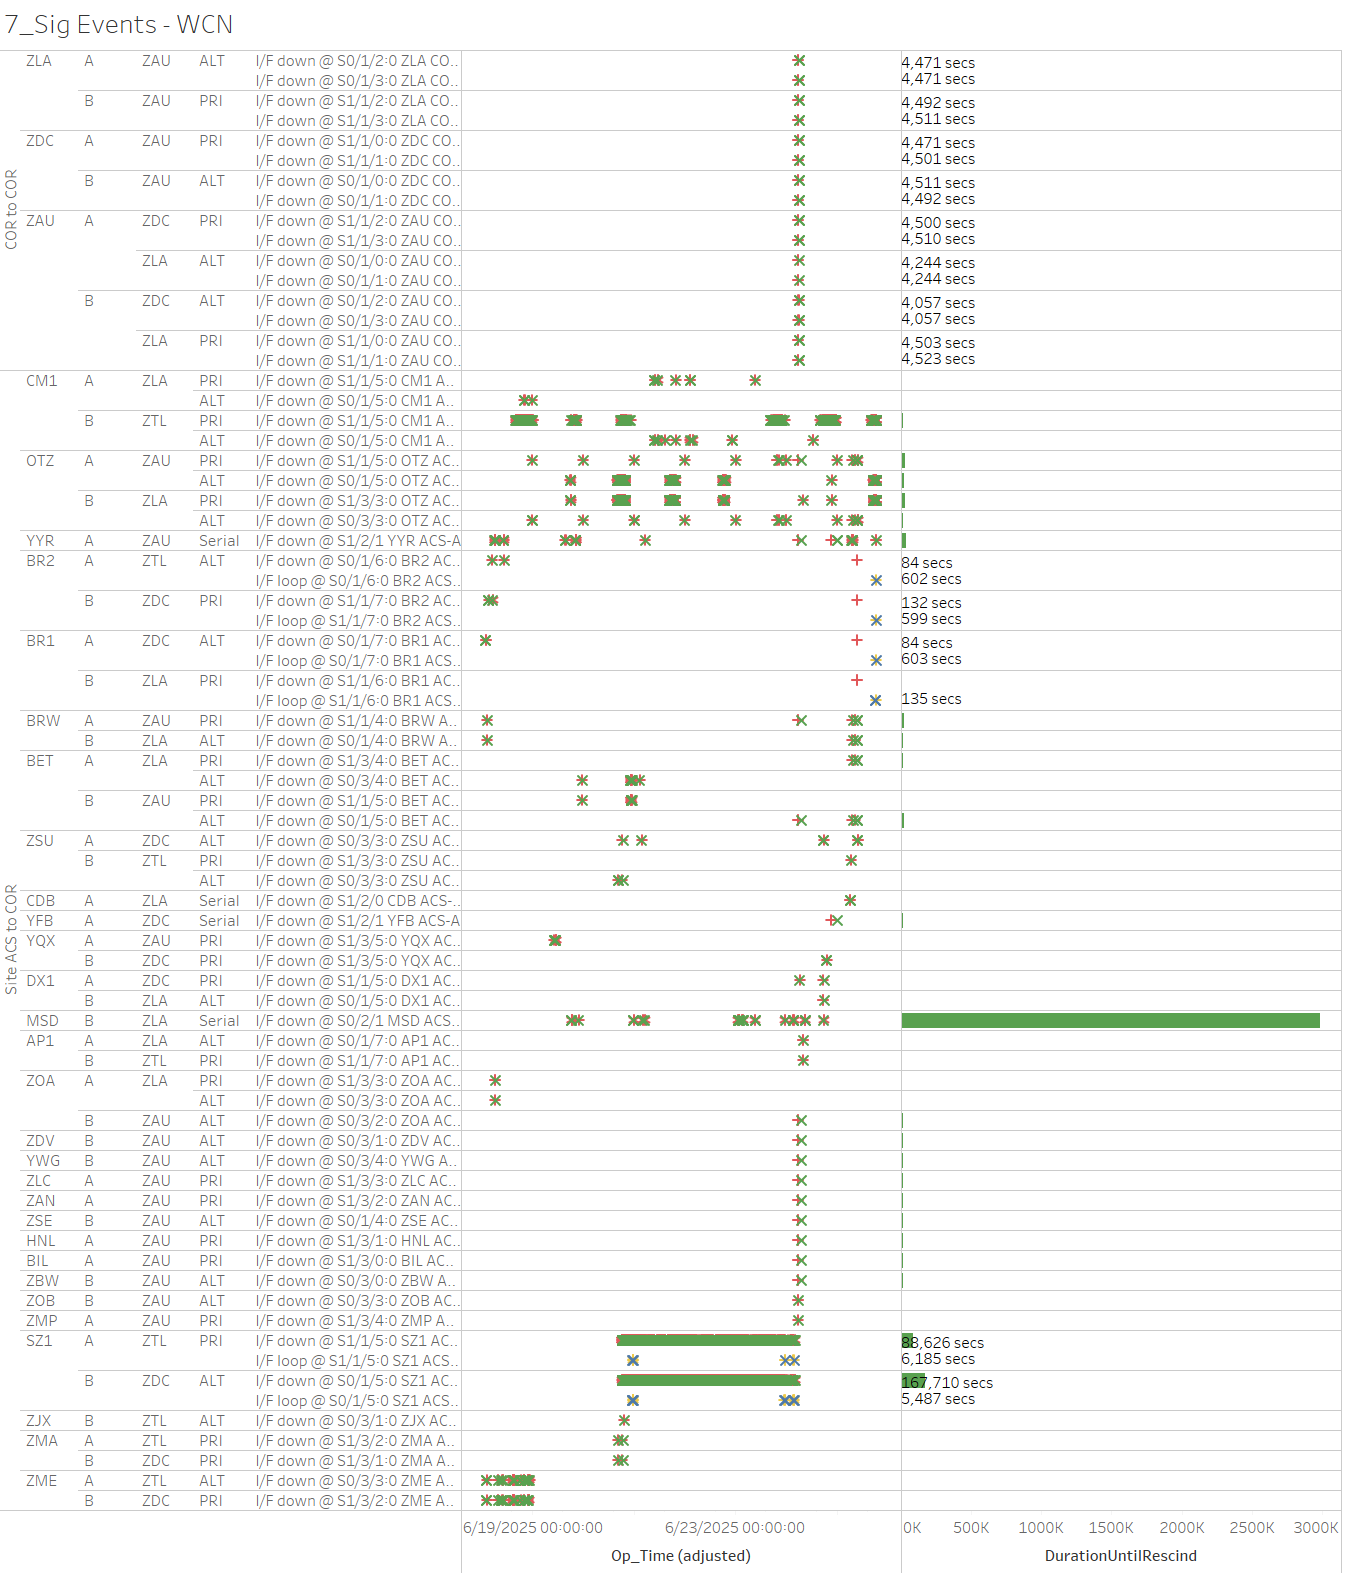 7_Sig Events - WCN
COR to COR
ZLA A ZAU ALT I/F down @ S0/1/2:0 ZLA CO.. 4,471 secs
I/F down @ S0/1/3:0 ZLA CO.. 4,471 secs
B ZAU PRI I/F down @ S1/1/2:0 ZLA CO.. 4,492 secs
I/F down @ S1/1/3:0 ZLA CO.. 4,511 secs
ZDC A ZAU PRI I/F down @ S1/1/0:0 ZDC CO.. 4,471 secs
I/F down @ S1/1/1:0 ZDC CO.. 4,501 secs
B ZAU ALT I/F down @ S0/1/0:0 ZDC CO.. 4,511 secs
I/F down @ S0/1/1:0 ZDC CO.. 4,492 secs
ZAU A ZDC PRI I/F down @ S1/1/2:0 ZAU CO.. 4,500 secs
I/F down @ S1/1/3:0 ZAU CO.. 4,510 secs
ZLA ALT I/F down @ S0/1/0:0 ZAU CO.. 4,244 secs
I/F down @ S0/1/1:0 ZAU CO.. 4,244 secs
B ZDC ALT I/F down @ S0/1/2:0 ZAU CO.. 4,057 secs
I/F down @ S0/1/3:0 ZAU CO.. 4,057 secs
ZLA PRI I/F down @ S1/1/0:0 ZAU CO.. 4,503 secs
I/F down @ S1/1/1:0 ZAU CO.. 4,523 secs
Site ACS to COR
CM1 A ZLA PRI I/F down @ S1/1/5:0 CM1 A..
ALT I/F down @ S0/1/5:0 CM1 A..
B ZTL PRI I/F down @ S1/1/5:0 CM1 A..
ALT I/F down @ S0/1/5:0 CM1 A..
OTZ A ZAU PRI I/F down @ S1/1/5:0 OTZ AC..
ALT I/F down @ S0/1/5:0 OTZ AC..
B ZLA PRI I/F down @ S1/3/3:0 OTZ AC..
ALT I/F down @ S0/3/3:0 OTZ AC..
YYR A ZAU Serial I/F down @ S1/2/1 YYR ACS-A
BR2 A ZTL ALT I/F down @ S0/1/6:0 BR2 AC.. 84 secs
I/F loop @ S0/1/6:0 BR2 ACS.. 602 secs
B ZDC PRI I/F down @ S1/1/7:0 BR2 AC.. 132 secs
I/F loop @ S1/1/7:0 BR2 ACS.. 599 secs
BR1 A ZDC ALT I/F down @ S0/1/7:0 BR1 AC.. 84 secs
I/F loop @ S0/1/7:0 BR1 ACS.. 603 secs
B ZLA PRI I/F down @ S1/1/6:0 BR1 AC..
I/F loop @ S1/1/6:0 BR1 ACS.. 135 secs
BRW A ZAU PRI I/F down @ S1/1/4:0 BRW A..
B ZLA ALT I/F down @ S0/1/4:0 BRW A..
BET A ZLA PRI I/F down @ S1/3/4:0 BET AC..
ALT I/F down @ S0/3/4:0 BET AC..
B ZAU PRI I/F down @ S1/1/5:0 BET AC..
ALT I/F down @ S0/1/5:0 BET AC..
ZSU A ZDC ALT I/F down @ S0/3/3:0 ZSU AC..
B ZTL PRI I/F down @ S1/3/3:0 ZSU AC..
ALT I/F down @ S0/3/3:0 ZSU AC..
CDB A ZLA Serial I/F down @ S1/2/0 CDB ACS-..
YFB A ZDC Serial I/F down @ S1/2/1 YFB ACS-A
YQX A ZAU PRI I/F down @ S1/3/5:0 YQX AC..
B ZDC PRI I/F down @ S1/3/5:0 YQX AC..
DX1 A ZDC PRI I/F down @ S1/1/5:0 DX1 AC..
B ZLA ALT I/F down @ S0/1/5:0 DX1 AC..
MSD B ZLA Serial I/F down @ S0/2/1 MSD ACS..
AP1 A ZLA ALT I/F down @ S0/1/7:0 AP1 AC..
B ZTL PRI I/F down @ S1/1/7:0 AP1 AC..
ZOA A ZLA PRI I/F down @ S1/3/3:0 ZOA AC..
ALT I/F down @ S0/3/3:0 ZOA AC..
B ZAU ALT I/F down @ S0/3/2:0 ZOA AC..
ZDV B ZAU ALT I/F down @ S0/3/1:0 ZDV AC..
YWG B ZAU ALT I/F down @ S0/3/4:0 YWG A..
ZLC A ZAU PRI I/F down @ S1/3/3:0 ZLC AC..
ZAN A ZAU PRI I/F down @ S1/3/2:0 ZAN AC..
ZSE B ZAU ALT I/F down @ S0/1/4:0 ZSE AC..
HNL A ZAU PRI I/F down @ S1/3/1:0 HNL AC..
BIL A ZAU PRI I/F down @ S1/3/0:0 BIL AC..
ZBW B ZAU ALT I/F down @ S0/3/0:0 ZBW A..
ZOB B ZAU ALT I/F down @ S0/3/3:0 ZOB AC..
ZMP A ZAU PRI I/F down @ S1/3/4:0 ZMP A..
SZ1 A ZTL PRI I/F down @ S1/1/5:0 SZ1 AC.. 88,626 secs
I/F loop @ S1/1/5:0 SZ1 ACS.. 6,185 secs
B ZDC ALT I/F down @ S0/1/5:0 SZ1 AC.. 167,710 secs
I/F loop @ S0/1/5:0 SZ1 ACS.. 5,487 secs
ZJX B ZTL ALT I/F down @ S0/3/1:0 ZJX AC..
ZMA A ZTL PRI I/F down @ S1/3/2:0 ZMA A..
B ZDC PRI I/F down @ S1/3/1:0 ZMA A..
ZME A ZTL ALT I/F down @ S0/3/3:0 ZME A..
B ZDC PRI I/F down @ S1/3/2:0 ZME A..
6/19/2025 00:00:00 6/23/2025 00:00:00 0K 500K 1000K 1500K 2000K 2500K 3000K
Op_Time (adjusted) DurationUntilRescind